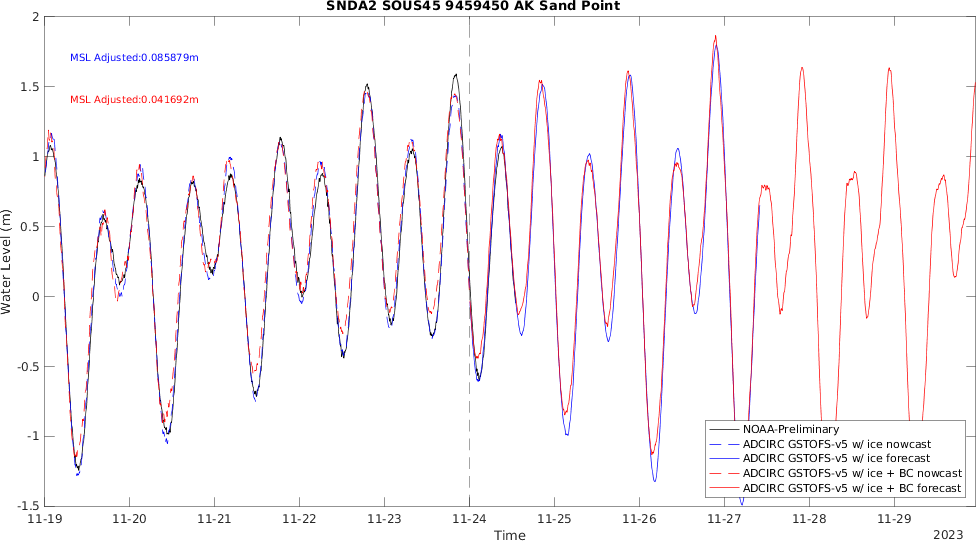 SNDA2 SOUS45 9459450 AK Sand Point
MSL Adjusted:0.085879m
MSL Adjusted:0.041692m
Water Level (m)
2
1.5
1
0.5
0
-0.5
-1
-1.5
NOAA-Preliminary
ADCIRC GSTOFS-v5 w/ ice nowcast
ADCIRC GSTOFS-v5 w/ ice forecast
ADCIRC GSTOFS-v5 w/ ice + BC nowcast
ADCIRC GSTOFS-v5 w/ ice + BC forecast
11-19 11-20 11-21 11-22 11-23 11-24 11-25 11-26 11-27 11-28 11-29
Time
2023